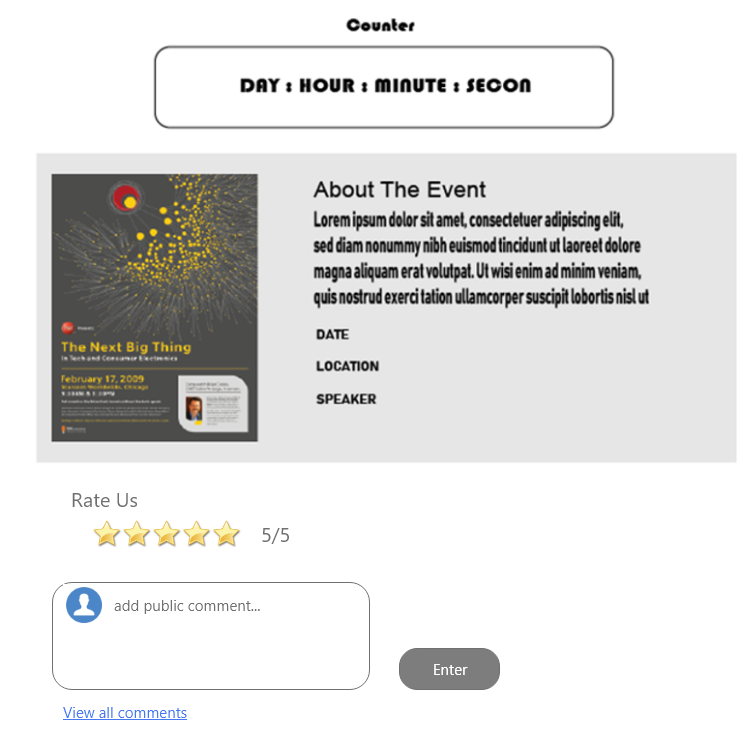 Counter
DAY : HOUR : MINUTE : SECON
About The Event
Lorem ipsum dolor sit amet, consectetuer adipiscing elit,
sed diam nonummy nibh euismod tincidunt ut laoreet dolore
magna aliquam erat volutpat. Ut wisi enim ad minim veniam,
quis nostrud exerci tation ullamcorper suscipit lobortis nisl ut
DATE
LOCATION
SPEAKER
The Next Big Thing
in Tech and Consumer Electronics
February 17, 2009
Rate Us
5/5
add public comment...
Enter
View all comments